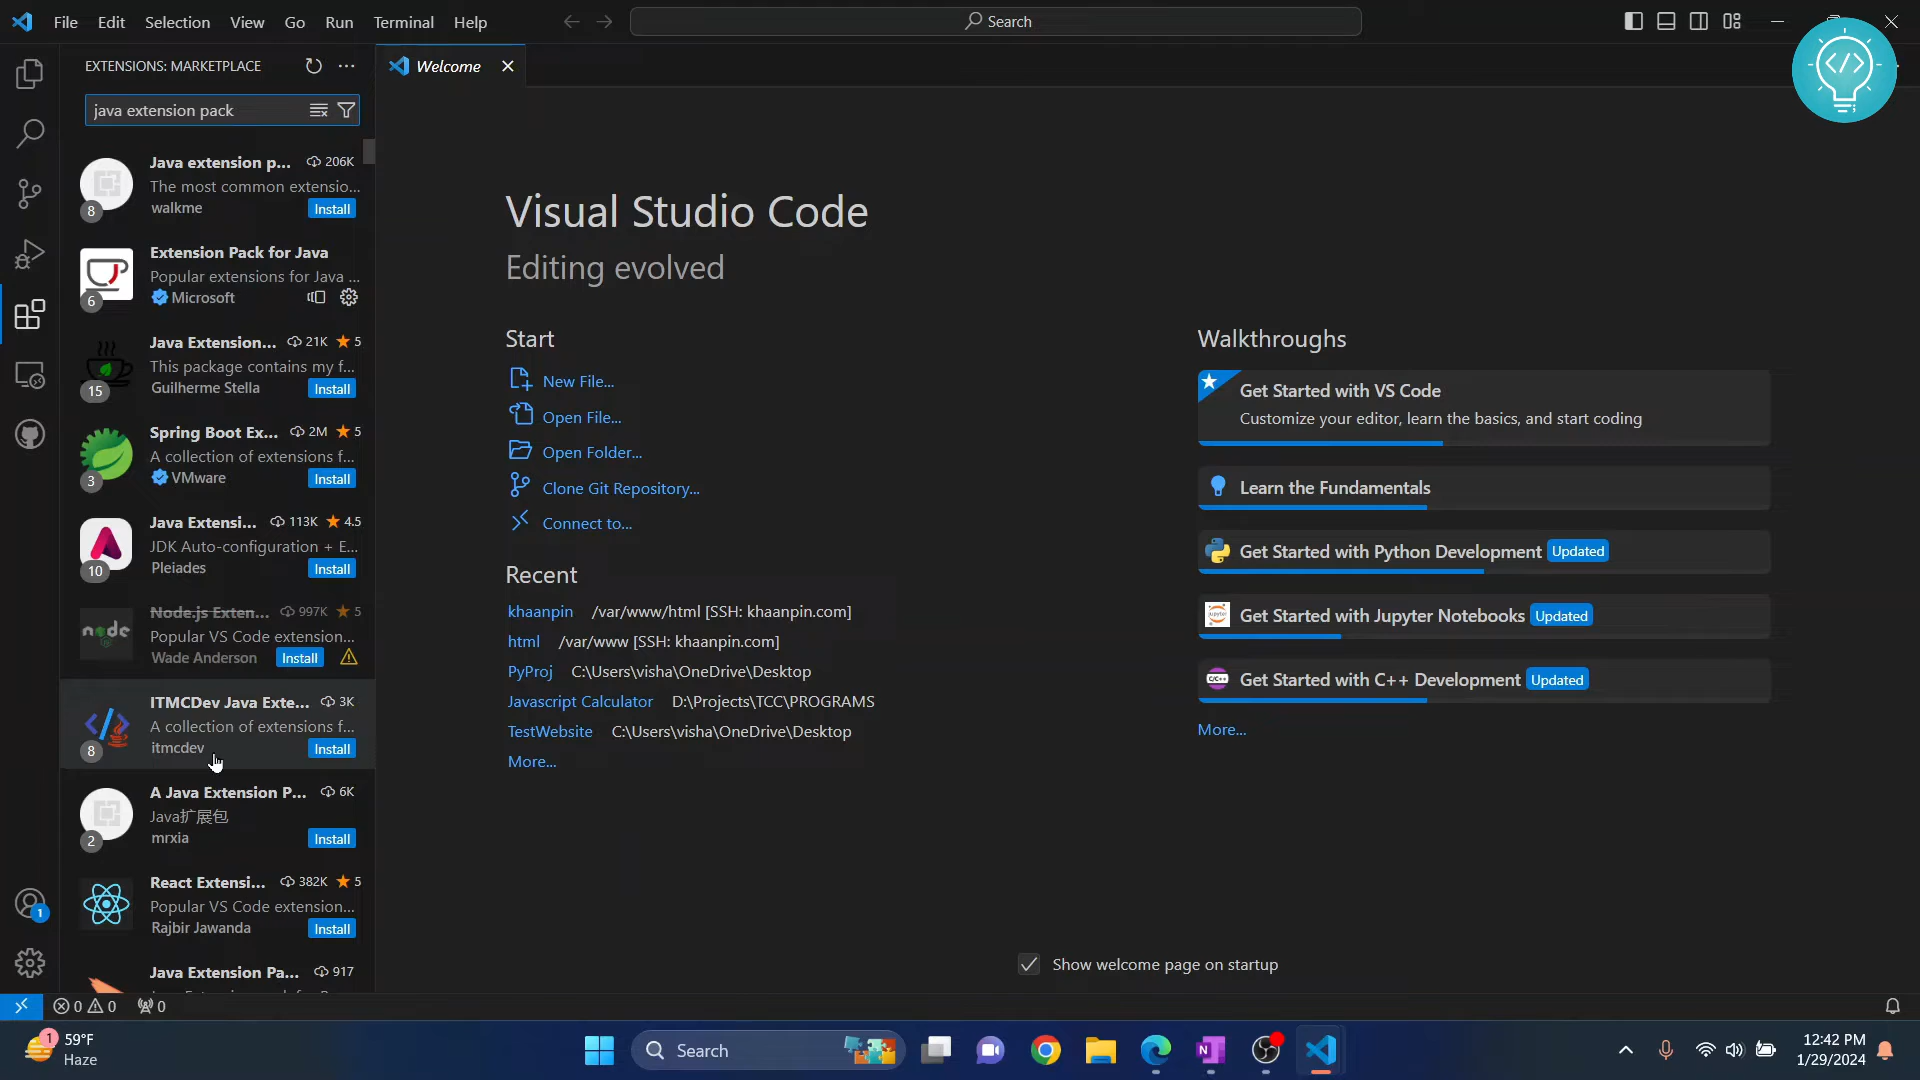 File Edit Selection View Go Run Terminal Help
Search
EXTENSIONS: MARKETPLACE
Welcome
java extension pack
Java extension p... 206K
The most common extensio...
walkme Install
8
Extension Pack for Java
Popular extensions for Java ...
Microsoft
6
Java Extension... 21K 5
This package contains my f...
Guilherme Stella Install
15
Spring Boot Ex... 2M 5
A collection of extensions f...
VMware Install
3
Java Extensi... 113K 4.5
JDK Auto-configuration + E...
Pleiades Install
10
Node.js Exten... 997K 5
Popular VS Code extension...
Wade Anderson Install
node
ITMCDev Java Exte... 3K
A collection of extensions f...
itmcdev Install
8
A Java Extension P... 6K
Java扩展包
mrxia Install
2
React Extensi... 382K 5
Popular VS Code extension...
Rajbir Jawanda Install
Java Extension Pa... 917
1
Visual Studio Code
Editing evolved
Start
New File...
Open File...
Open Folder...
Clone Git Repository...
Connect to...
Recent
khaanpin /var/www/html [SSH: khaanpin.com]
html /var/www [SSH: khaanpin.com]
PyProj C:\Users\visha\OneDrive\Desktop
Javascript Calculator D:\Projects\TCC\PROGRAMS
TestWebsite C:\Users\visha\OneDrive\Desktop
More...
Walkthroughs
Get Started with VS Code
Customize your editor, learn the basics, and start coding
Learn the Fundamentals
Get Started with Python Development Updated
Get Started with Jupyter Notebooks Updated
Get Started with C++ Development Updated
More...
Show welcome page on startup
0 0 0
1
59°F
Haze
Search
12:42 PM
1/29/2024